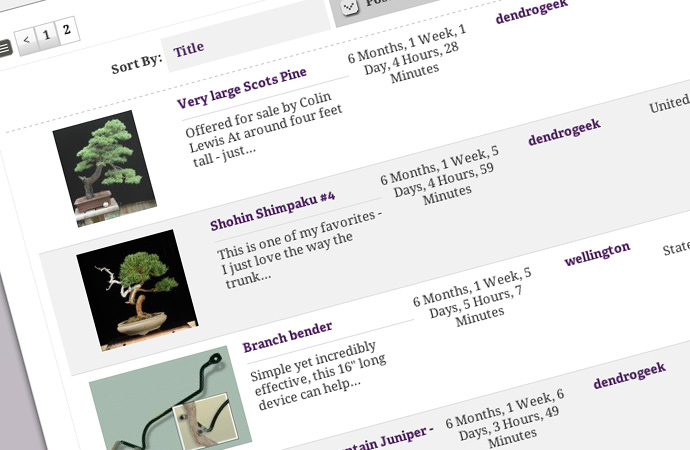 < 1 2
Sort By: Title
Very large Scots Pine
Offered for sale by Colin
Lewis At around four feet
tall - just...
6 Months, 1 Week, 1
Day, 4 Hours, 28
Minutes
dendrogeek
Shohin Shimpaku #4
This is one of my favorites -
I just love the way the
trunk...
6 Months, 1 Week, 5
Days, 4 Hours, 59
Minutes
dendrogeek
United
Branch bender
Simple yet incredibly
effective, this 16" long
device can help...
6 Months, 1 Week, 5
Days, 5 Hours, 7
Minutes
wellington
State
Juniper -
6 Months, 1 Week, 6
Days, 3 Hours, 49
Minutes
dendrogeek